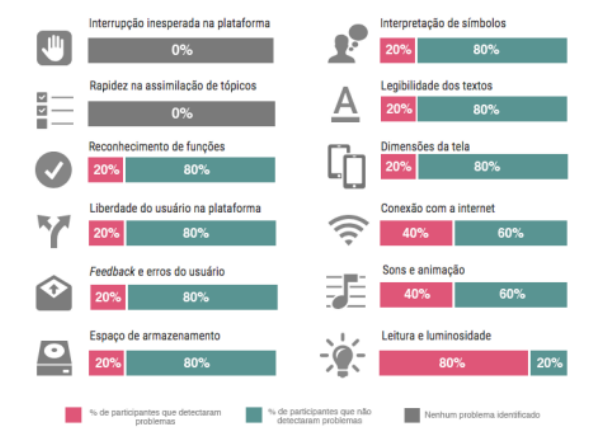 Interrupção inesperada na plataforma
0%
Rapidez na assimilação de tópicos
0%
Reconhecimento de funções
20% 80%
Liberdade do usuário na plataforma
20% 80%
Feedback e erros do usuário
20% 80%
Espaço de armazenamento
20% 80%
Interpretação de símbolos
20% 80%
A
Legibilidade dos textos
20% 80%
Dimensões da tela
20% 80%
Conexão com a internet
40% 60%
Sons e animação
40% 60%
Leitura e luminosidade
80% 20%
% de participantes que detectaram
problemas
% de participantes que não
detectaram problemas
Nenhum problema identificado